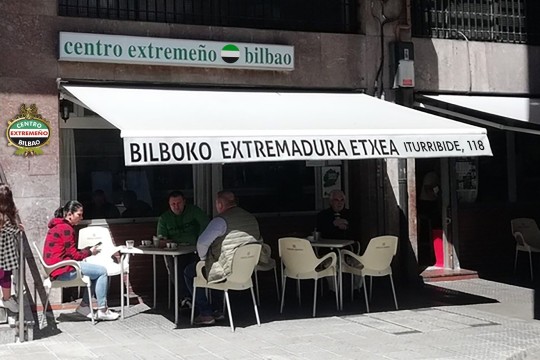 centro extremeño bilbao
CENTRO
EXTREMEÑO
BILBAO
BILBOKO EXTREMADURA ETXEA ITURRIBIDE, 118